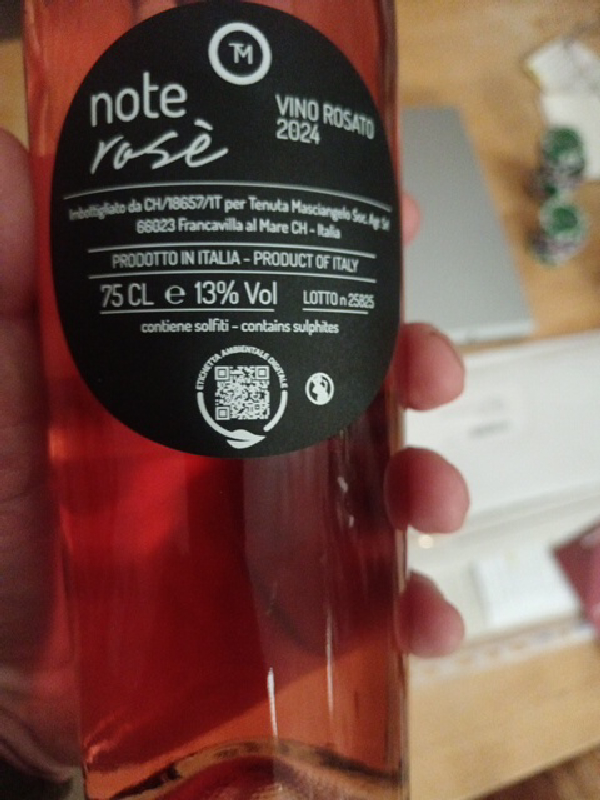 TM
note
rosè
VINO ROSATO
2024
Imbottigliato da CH/18657/IT per Tenuta Masciangelo Soc. Agr. Srl
66023 Francavilla al Mare CH - Italia
PRODOTTO IN ITALIA - PRODUCT OF ITALY
75 CL e 13% Vol
LOTTO n 25825
contiene solfiti - contains sulphites
ETICHETTA AMBIENTALE DIGITALE